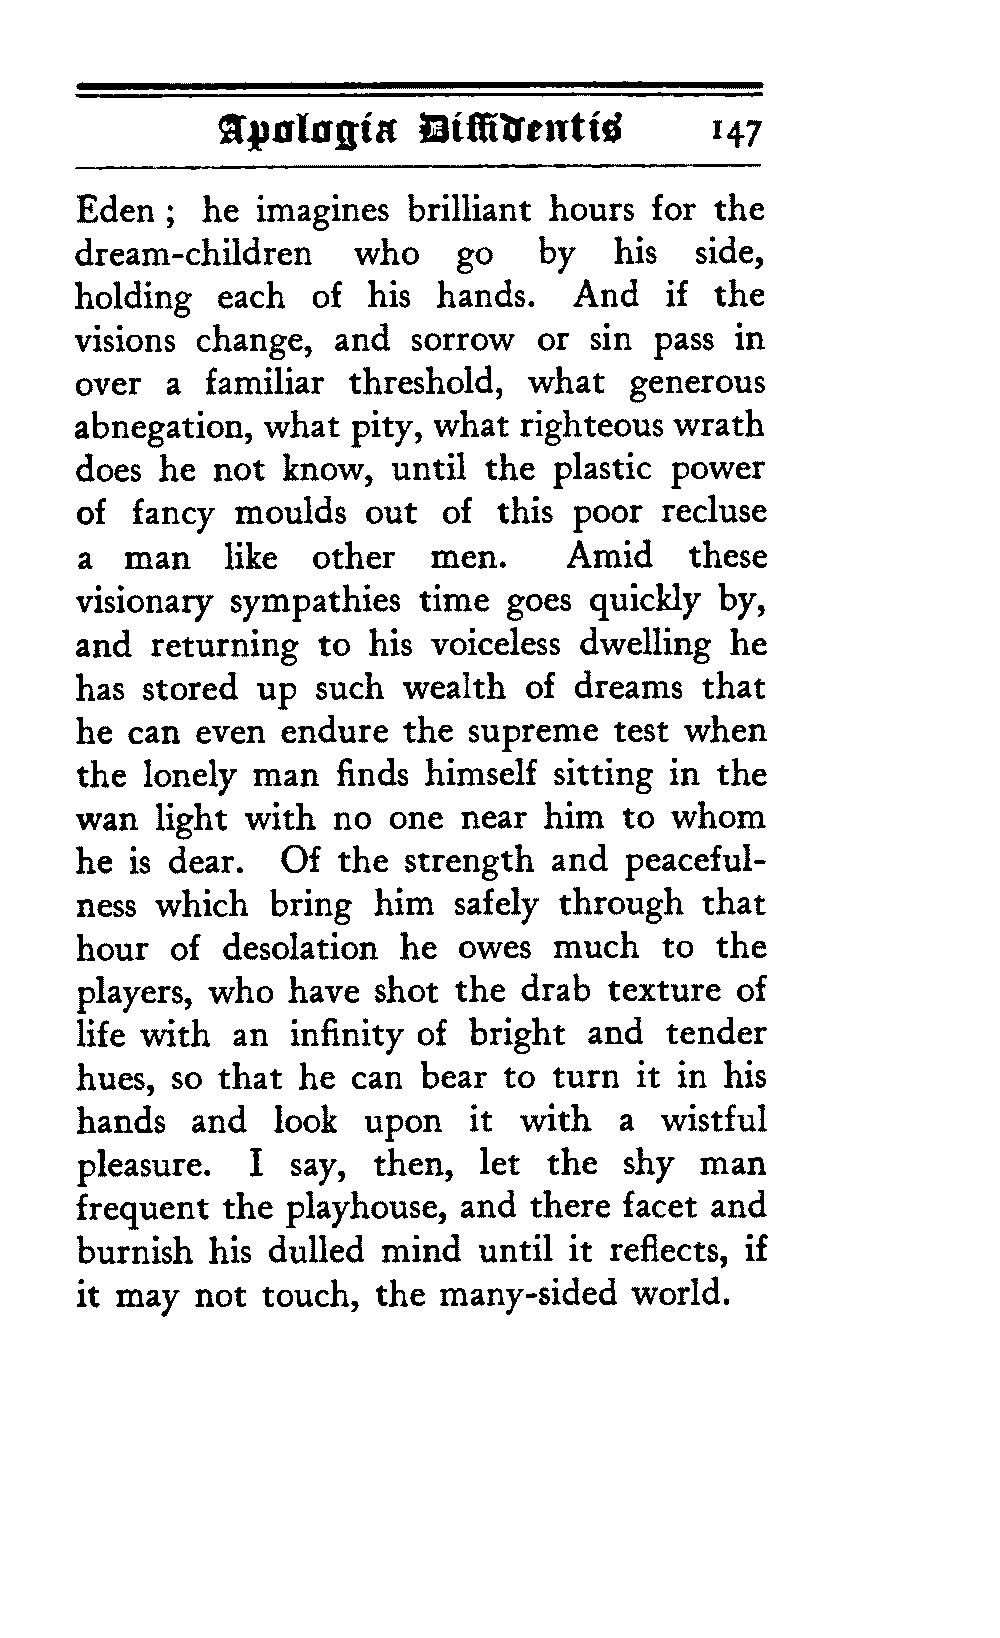 Apologia Diffidentis 147
Eden ; he imagines brilliant hours for the
dream-children who go by his side,
holding each of his hands. And if the
visions change, and sorrow or sin pass in
over a familiar threshold, what generous
abnegation, what pity, what righteous wrath
does he not know, until the plastic power
of fancy moulds out of this poor recluse
a man like other men. Amid these
visionary sympathies time goes quickly by,
and returning to his voiceless dwelling he
has stored up such wealth of dreams that
he can even endure the supreme test when
the lonely man finds himself sitting in the
wan light with no one near him to whom
he is dear. Of the strength and peaceful-
ness which bring him safely through that
hour of desolation he owes much to the
players, who have shot the drab texture of
life with an infinity of bright and tender
hues, so that he can bear to turn it in his
hands and look upon it with a wistful
pleasure. I say, then, let the shy man
frequent the playhouse, and there facet and
burnish his dulled mind until it reflects, if
it may not touch, the many-sided world.